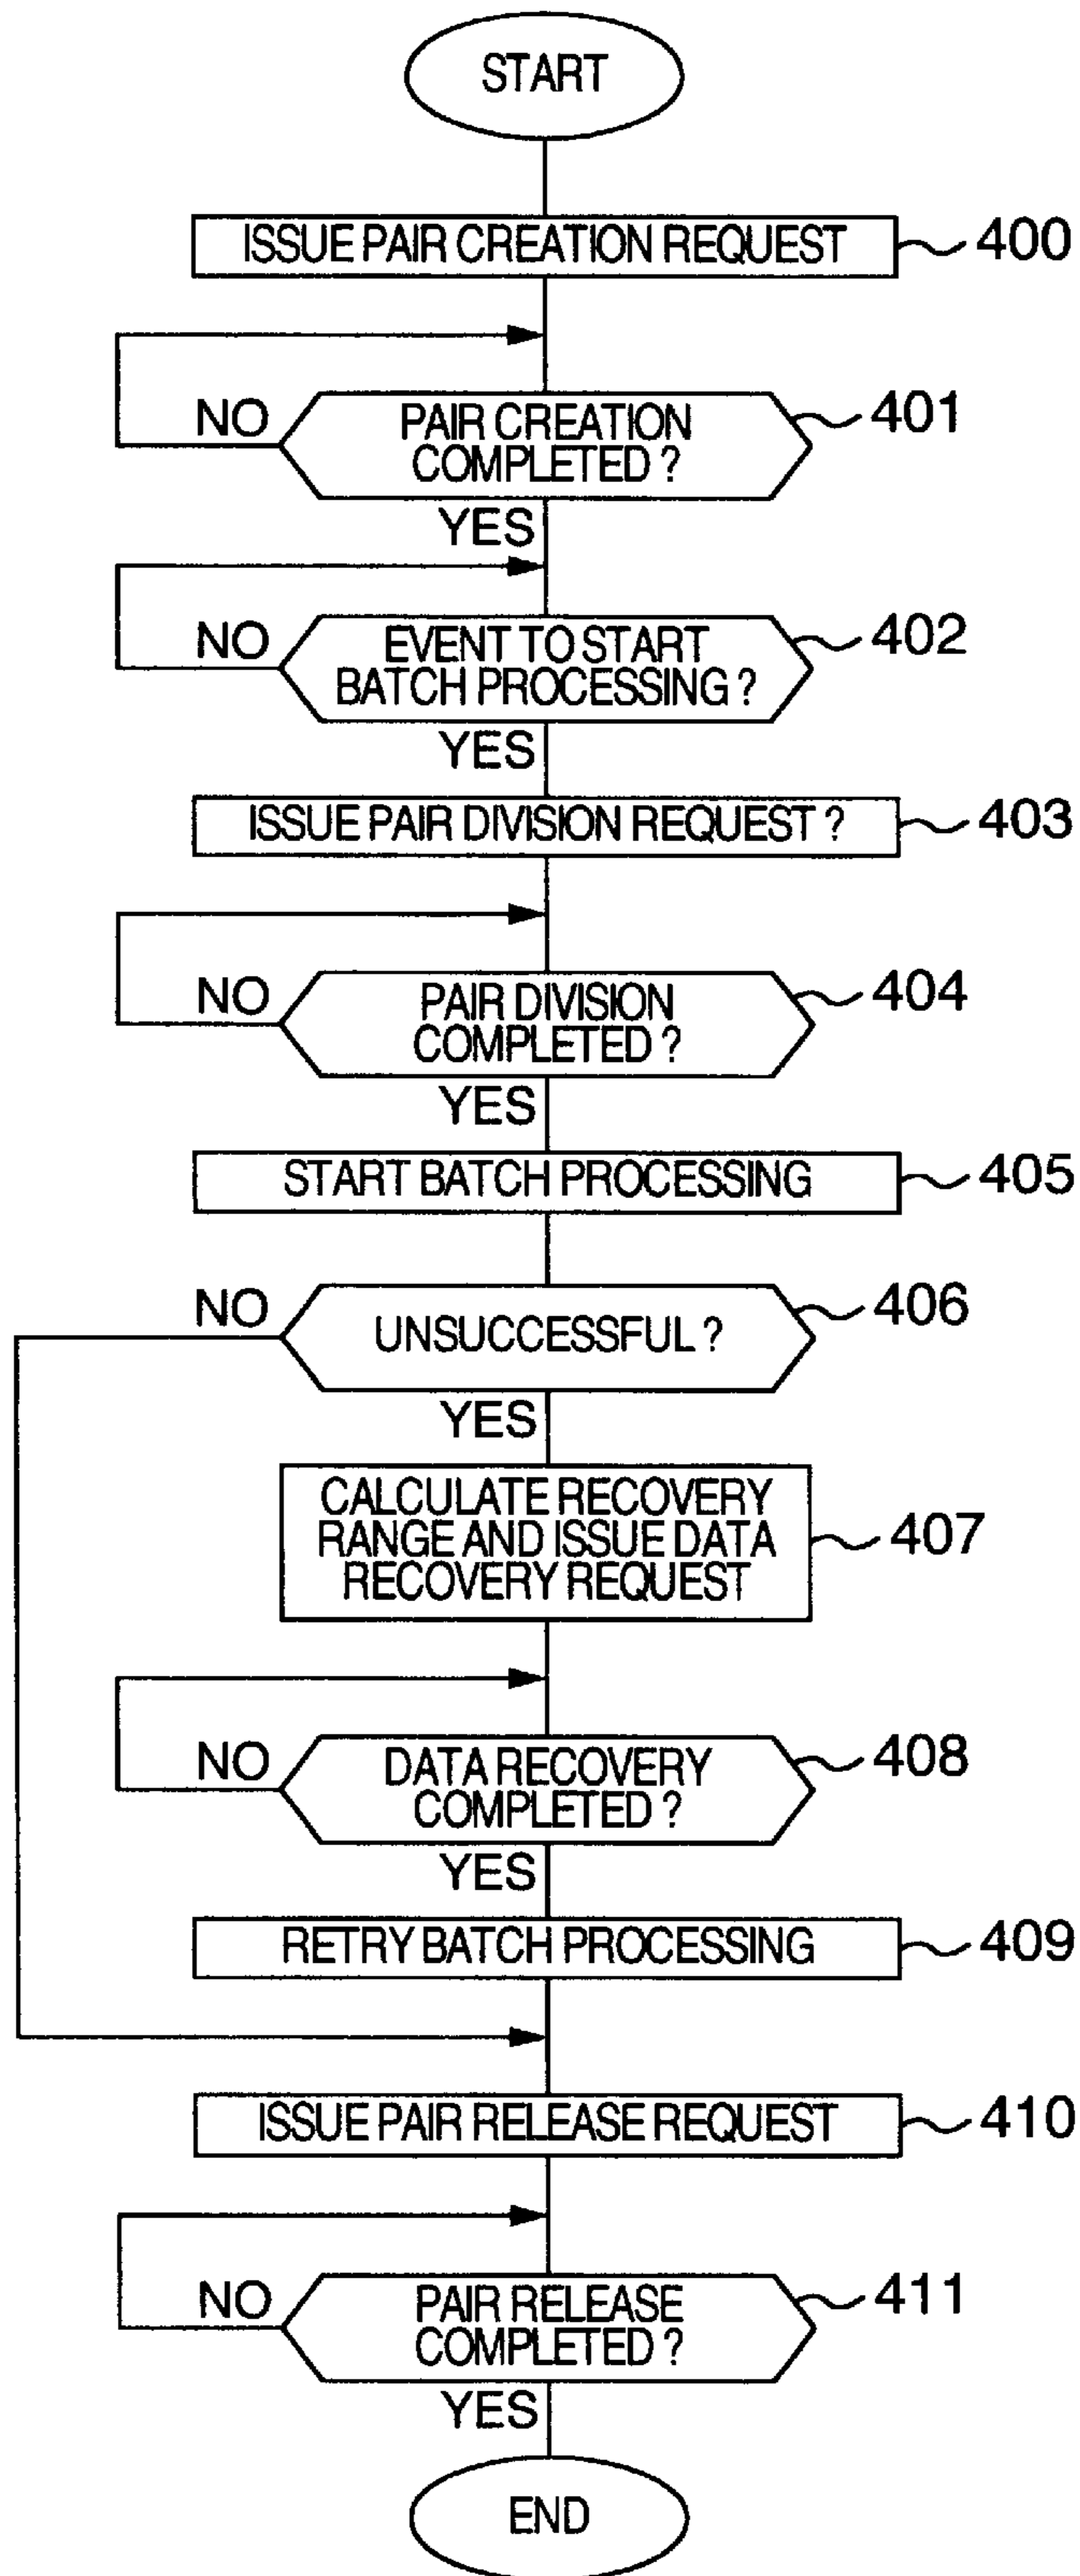 START
ISSUE PAIR CREATION REQUEST
400
NO
PAIR CREATION
COMPLETED ?
401
YES
NO
EVENT TO START
BATCH PROCESSING ?
402
YES
ISSUE PAIR DIVISION REQUEST ?
403
NO
PAIR DIVISION
COMPLETED ?
404
YES
START BATCH PROCESSING
405
NO
UNSUCCESSFUL ?
406
YES
CALCULATE RECOVERY
RANGE AND ISSUE DATA
RECOVERY REQUEST
407
NO
DATA RECOVERY
COMPLETED ?
408
YES
RETRY BATCH PROCESSING
409
ISSUE PAIR RELEASE REQUEST
410
NO
PAIR RELEASE
COMPLETED ?
411
YES
END